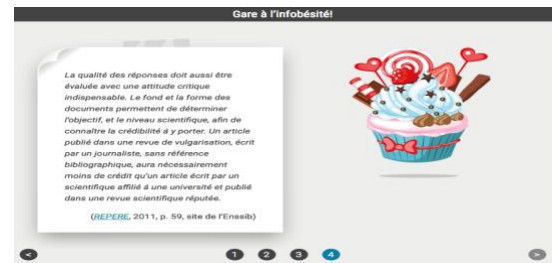 Gare à l'infobésité!
La qualité des réponses doit aussi être
évaluée avec une attitude critique
indispensable. Le fond et la forme des
documents permettent de déterminer
l'objectif, et le niveau scientifique, afin de
connaître la crédibilité á y porter. Un article
publié dans une revue de vulgarisation, écrit
par un journaliste, sans référence
bibliographique, aura nécessairement
moins de crédit qu'un article écrit par un
scientifique affilié á une université et publié
dans une revue scientifique réputée.
(REPERE, 2011, p. 59, site de l'Enssib)
< 1 2 3 4 >